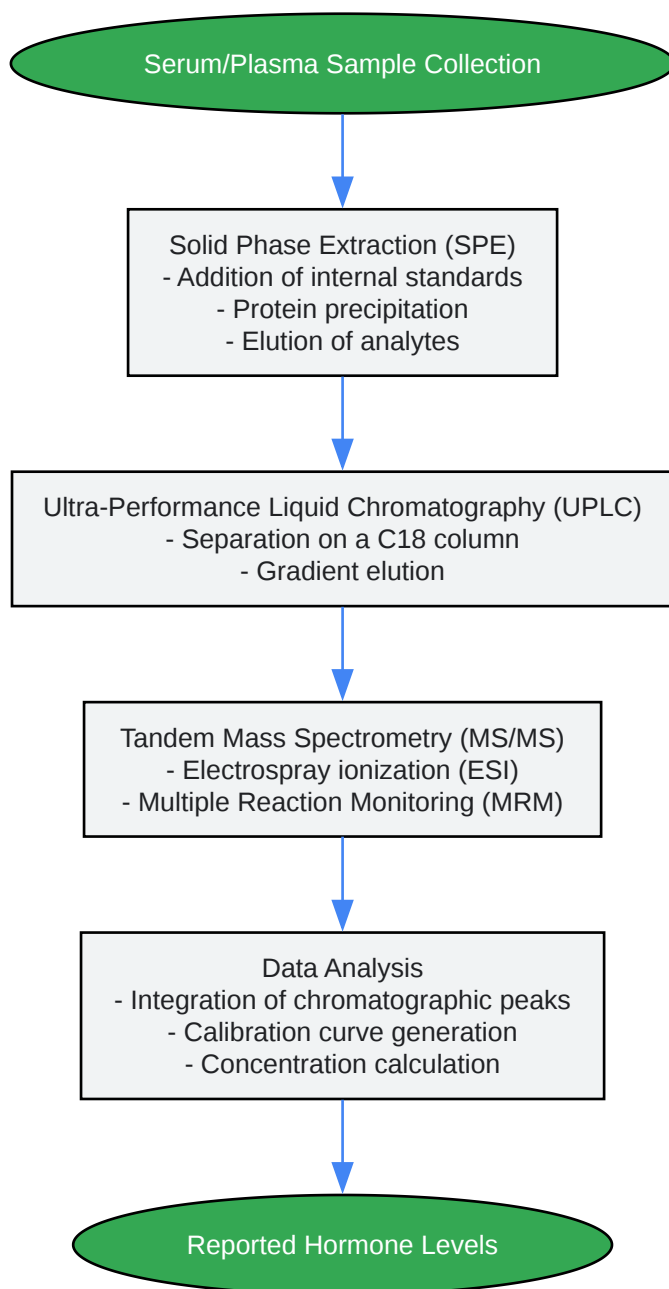 Serum/Plasma Sample Collection
Solid Phase Extraction (SPE)
- Addition of internal standards
- Protein precipitation
- Elution of analytes
Ultra-Performance Liquid Chromatography (UPLC)
- Separation on a C18 column
- Gradient elution
Tandem Mass Spectrometry (MS/MS)
- Electrospray ionization (ESI)
- Multiple Reaction Monitoring (MRM)
Data Analysis
- Integration of chromatographic peaks
- Calibration curve generation
- Concentration calculation
Reported Hormone Levels